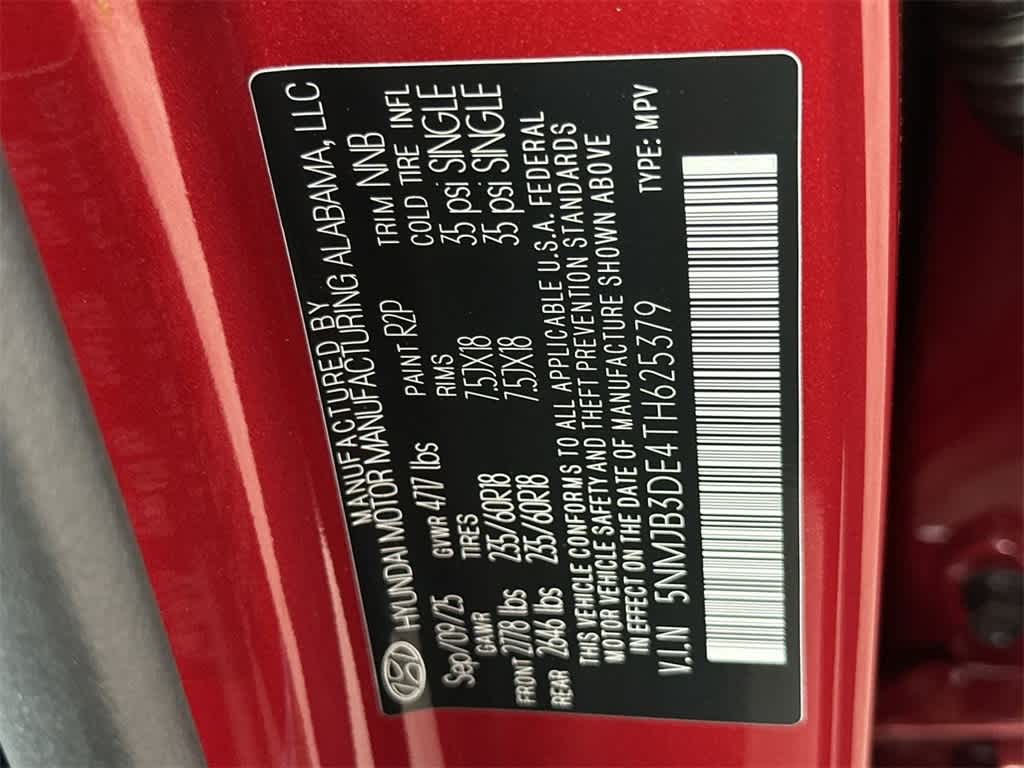 MANUFACTURED BY
HYUNDAI MOTOR MANUFACTURING ALABAMA, LLC
Sep/09/25 GVWR 4717 lbs PAINT R2P TRIM NNB
GAWR TIRES RIMS COLD TIRE INFL
FRONT 2778 lbs 235/60R18 7.5JX18 35 psi SINGLE
REAR 2646 lbs 235/60R18 7.5JX18 35 psi SINGLE
THIS VEHICLE CONFORMS TO ALL APPLICABLE U.S.A. FEDERAL
MOTOR VEHICLE SAFETY AND THEFT PREVENTION STANDARDS
IN EFFECT ON THE DATE OF MANUFACTURE SHOWN ABOVE
V.I.N 5NMJB3DE4TH625379 TYPE: MPV